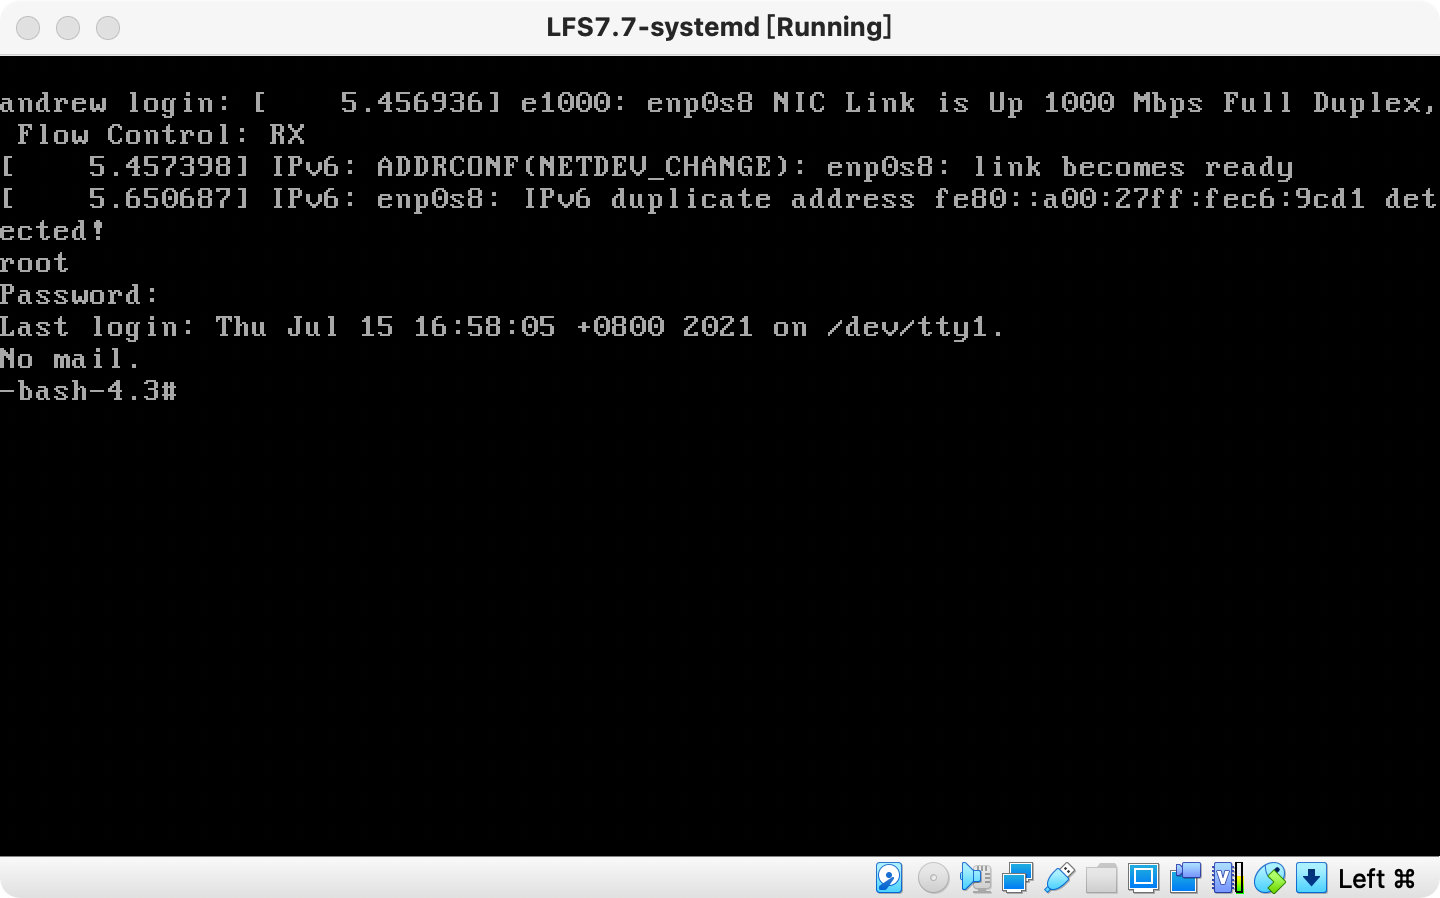 LFS7.7-systemd [Running]
andrew login: [    5.456936] e1000: enp0s8 NIC Link is Up 1000 Mbps Full Duplex,
 Flow Control: RX
[    5.457398] IPv6: ADDRCONF(NETDEV_CHANGE): enp0s8: link becomes ready
[    5.650687] IPv6: enp0s8: IPv6 duplicate address fe80::a00:27ff:fec6:9cd1 det
ected!
root
Password:
Last login: Thu Jul 15 16:58:05 +0800 2021 on /dev/tty1.
No mail.
-bash-4.3#
Left ⌘